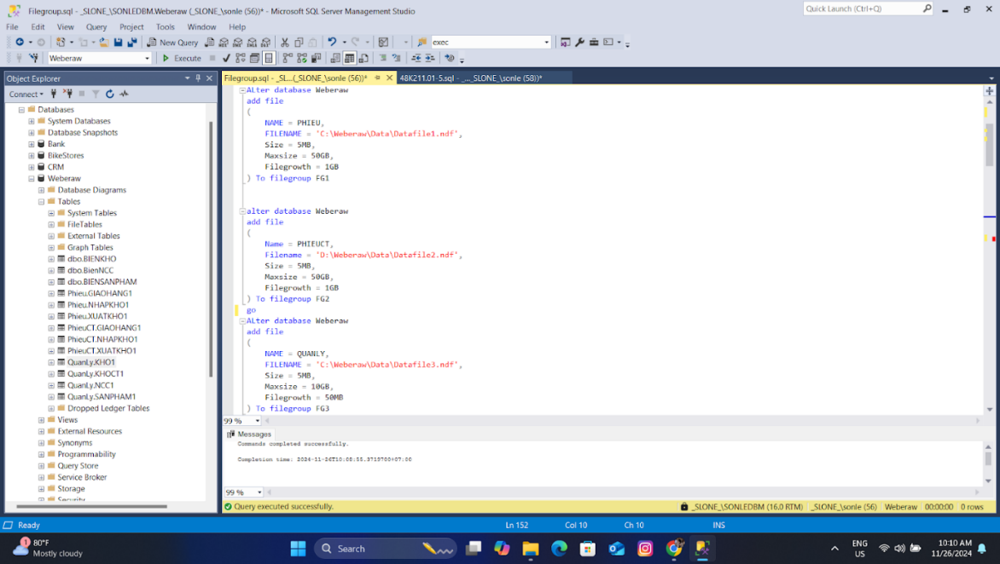 Filegroup.sql - _SLONE_\SONLEDBM.Weberaw (_SLONE_\sonle (56))* - Microsoft SQL Server Management Studio
Quick Launch (Ctrl+Q)
File Edit View Query Project Tools Window Help
New Query
exec
Weberaw
Execute
Object Explorer
Connect
Databases
System Databases
Database Snapshots
Bank
BikeStores
CRM
Weberaw
Database Diagrams
Tables
System Tables
FileTables
External Tables
Graph Tables
dbo.BIENKHO
dbo.BienNCC
dbo.BIENSANPHAM
Phieu.GIAOHANG1
Phieu.NHAPKHO1
Phieu.XUATKHO1
PhieuCT.GIAOHANG1
PhieuCT.NHAPKHO1
PhieuCT.XUATKHO1
QuanLy.KHO1
QuanLy.KHOCT1
QuanLy.NCC1
QuanLy.SANPHAM1
Dropped Ledger Tables
Views
External Resources
Synonyms
Programmability
Query Store
Service Broker
Storage
Security
Filegroup.sql - _SL...(_SLONE_\sonle (56))*
48K211.01-5.sql - _..._SLONE_\sonle (58))*
ALter database Weberaw
add file
(
NAME = PHIEU,
FILENAME = 'C:\Weberaw\Data\Datafile1.ndf',
Size = 5MB,
Maxsize = 50GB,
Filegrowth = 1GB
) To filegroup FG1
alter database Weberaw
add file
(
Name = PHIEUCT,
Filename = 'D:\Weberaw\Data\Datafile2.ndf',
Size = 5MB,
Maxsize = 50GB,
Filegrowth = 1GB
) To filegroup FG2
go
ALter database Weberaw
add file
(
NAME = QUANLY,
FILENAME = 'C:\Weberaw\Data\Datafile3.ndf',
Size = 5MB,
Maxsize = 10GB,
Filegrowth = 50MB
) To filegroup FG3
99 %
Messages
Commands completed successfully.
99 %
Query executed successfully.
_SLONE_\SONLEDBM (16.0 RTM)
_SLONE_\sonle (56)
Weberaw
00:00:00
0 rows
Ready
Ln 152
Col 10
Ch 10
INS
1
80°F
Mostly cloudy
Search
ENG
US
10:10 AM
11/26/2024